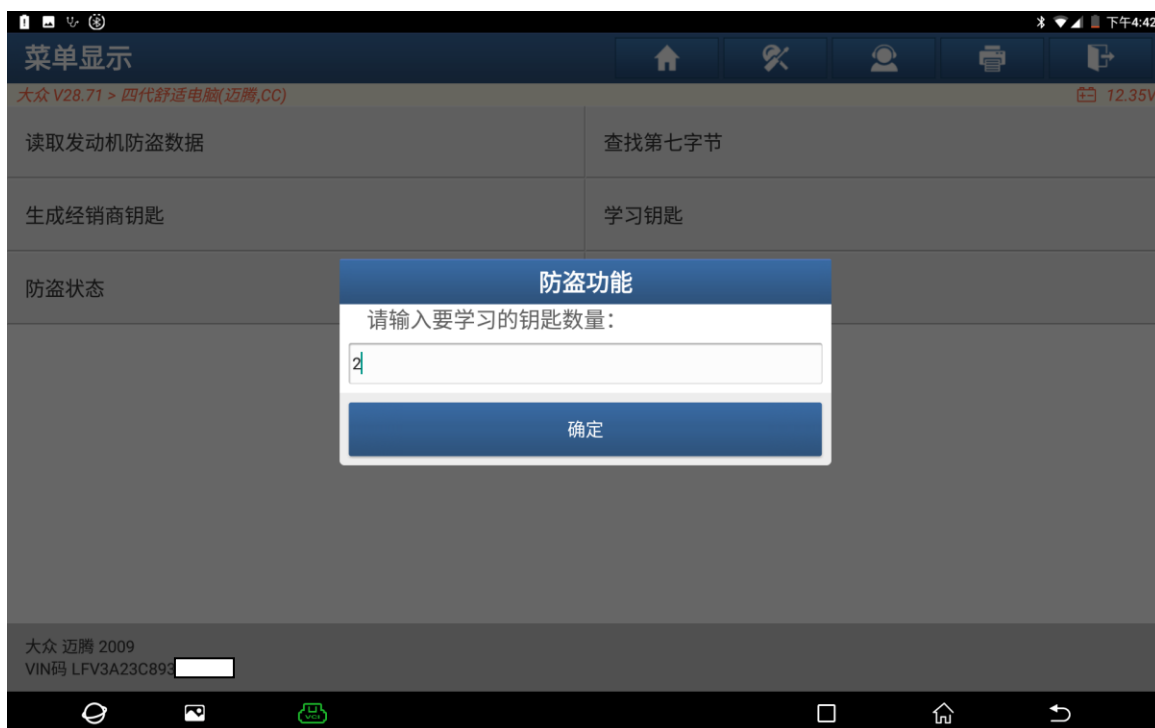 下午4:42
菜单显示
大众 V28.71 > 四代舒适电脑(迈腾,CC)
12.35V
读取发动机防盗数据
查找第七字节
生成经销商钥匙
学习钥匙
防盗状态
防盗功能
请输入要学习的钥匙数量：
2
确定
大众 迈腾 2009
VIN码 LFV3A23C893
VCI